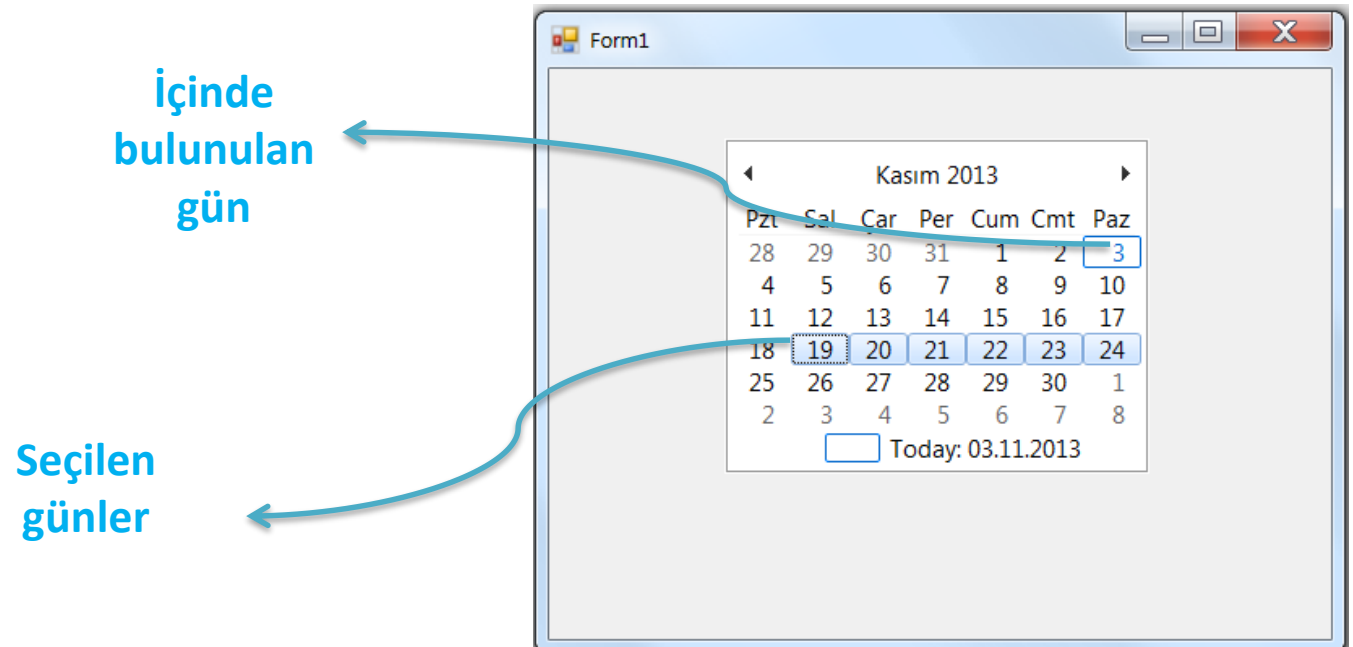 Form1
İçinde
bulunulan
gün
Kasım 2013
Pzt Sal Çar Per Cum Cmt Paz
28 29 30 31 1 2 3
4 5 6 7 8 9 10
11 12 13 14 15 16 17
18 19 20 21 22 23 24
25 26 27 28 29 30 1
2 3 4 5 6 7 8
Today: 03.11.2013
Seçilen
günler